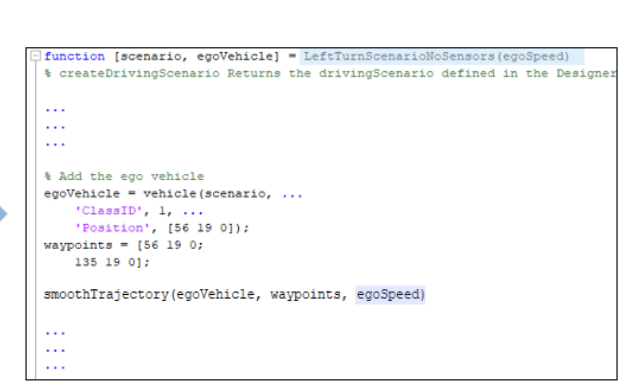 function [scenario, egoVehicle] = LeftTurnScenarioNoSensors(egoSpeed)
% createDrivingScenario Returns the drivingScenario defined in the Designer
...
...
...
% Add the ego vehicle
egoVehicle = vehicle(scenario, ...
'ClassID', 1, ...
'Position', [56 19 0]);
waypoints = [56 19 0;
135 19 0];
smoothTrajectory(egoVehicle, waypoints, egoSpeed)
...
...
...